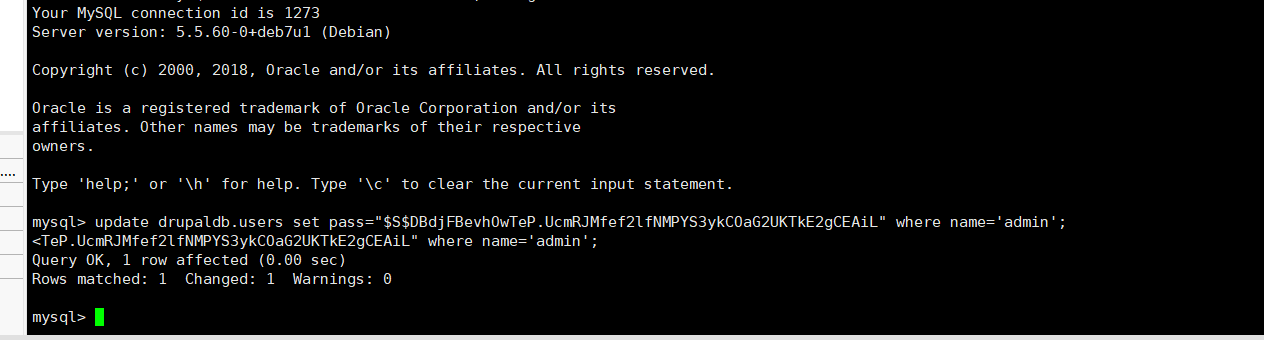 Your MySQL connection id is 1273
Server version: 5.5.60-0+deb7u1 (Debian)
Copyright (c) 2000, 2018, Oracle and/or its affiliates. All rights reserved.
Oracle is a registered trademark of Oracle Corporation and/or its
affiliates. Other names may be trademarks of their respective
owners.
Type 'help;' or '\h' for help. Type '\c' to clear the current input statement.
mysql> update drupaldb.users set pass="$S$DBdjFBevhOwTeP.UcmRJMfef2lfNMPYS3ykCOaG2UKTkE2gCEAiL" where name='admin';
<TeP.UcmRJMfef2lfNMPYS3ykCOaG2UKTkE2gCEAiL" where name='admin';
Query OK, 1 row affected (0.00 sec)
Rows matched: 1  Changed: 1  Warnings: 0
mysql>